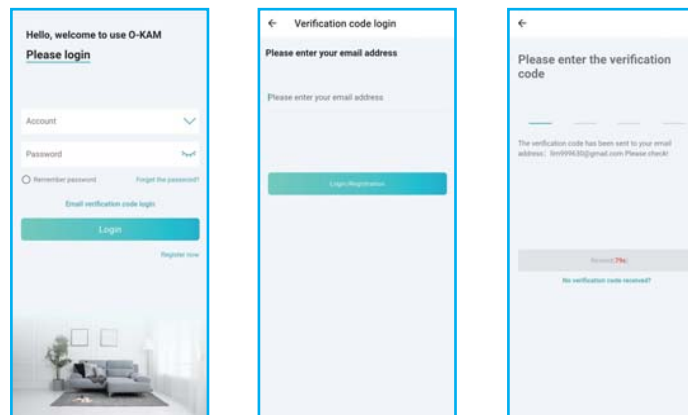 Hello, welcome to use O-KAM
Please login
Account
Password
Remember password
Forget the password?
Email verification code login
Login
Register now
Verification code login
Please enter your email address
Please enter your email address
Login/Registration
Please enter the verification
code
The verification code has been sent to your email
address: Please check!
Resend(79s)
No verification code received?